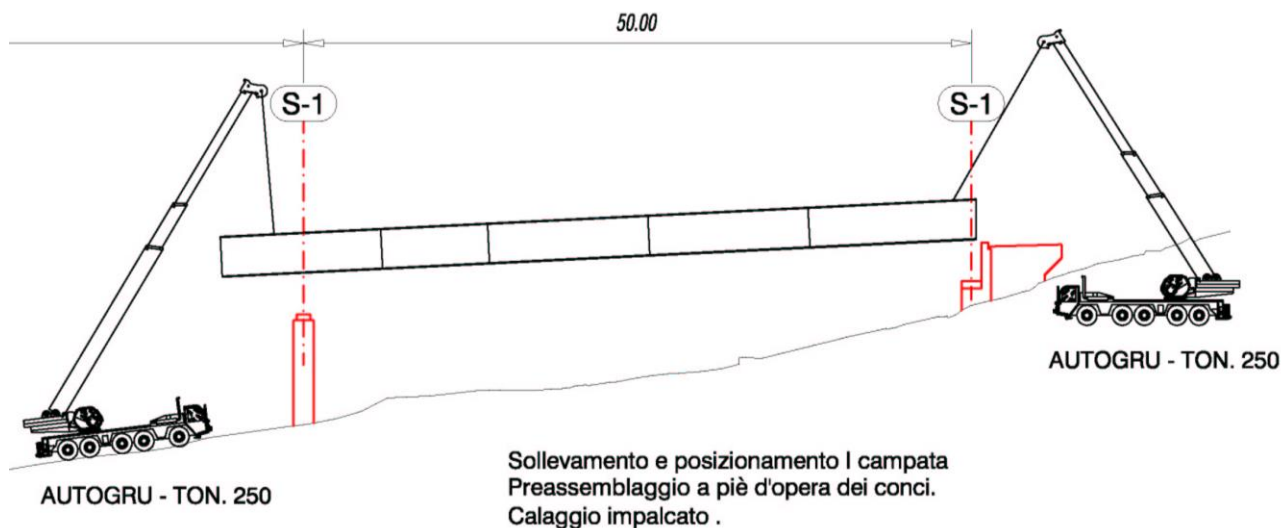 50.00
S-1
S-1
AUTOGRU - TON. 250
AUTOGRU - TON. 250
Sollevamento e posizionamento I campata
Preassemblaggio a piè d'opera dei conci.
Calaggio impalcato .